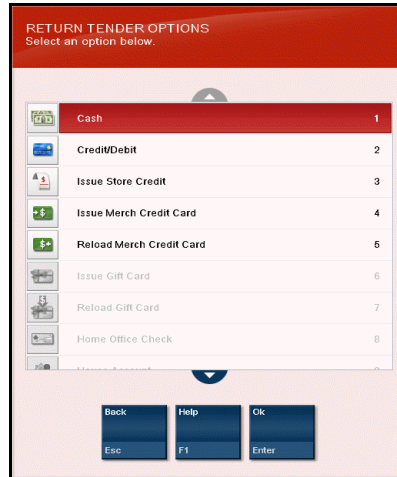 RETURN TENDER OPTIONS
Select an option below.
Cash 1
Credit/Debit 2
Issue Store Credit 3
Issue Merch Credit Card 4
Reload Merch Credit Card 5
Issue Gift Card 6
Reload Gift Card 7
Home Office Check 8
Back Help Ok
Esc F1 Enter